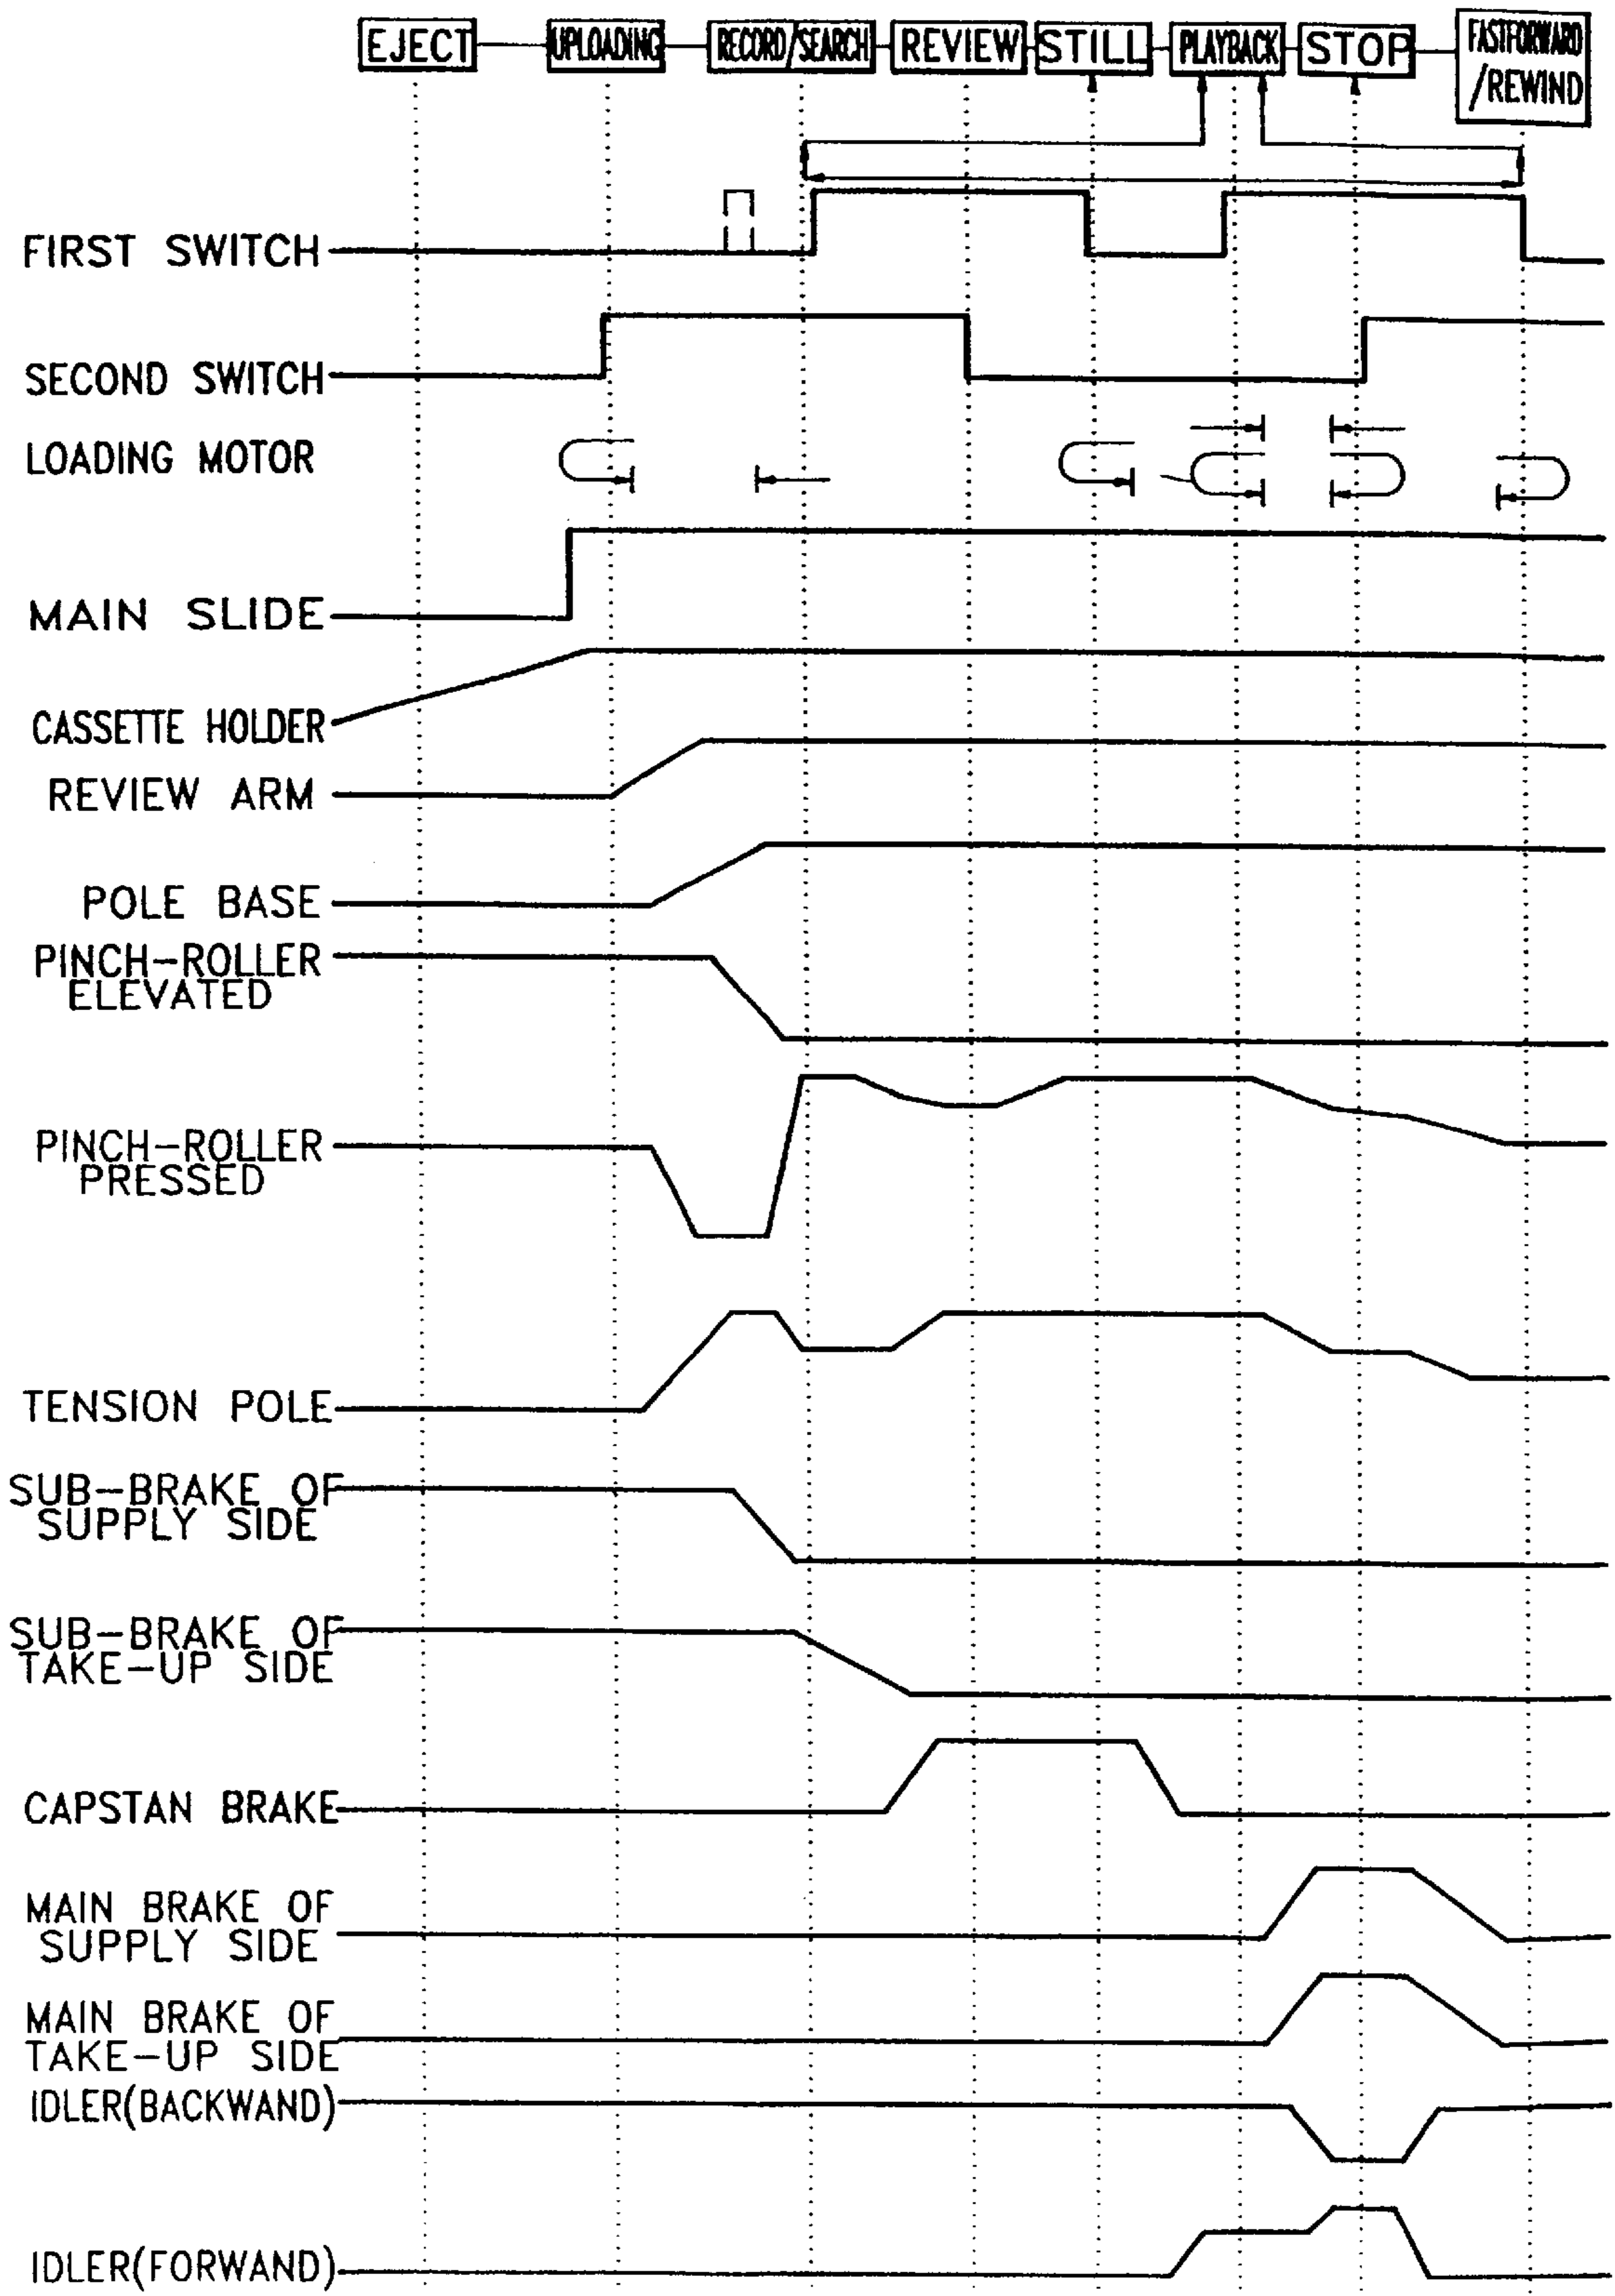 EJECT UPLOADING RECORD/SEARCH REVIEW STILL PLAYBACK STOP FASTFORWARD
/REWIND
FIRST SWITCH
SECOND SWITCH
LOADING MOTOR
MAIN SLIDE
CASSETTE HOLDER
REVIEW ARM
POLE BASE
PINCH-ROLLER
ELEVATED
PINCH-ROLLER
PRESSED
TENSION POLE
SUB-BRAKE OF
SUPPLY SIDE
SUB-BRAKE OF
TAKE-UP SIDE
CAPSTAN BRAKE
MAIN BRAKE OF
SUPPLY SIDE
MAIN BRAKE OF
TAKE-UP SIDE
IDLER(BACKWAND)
IDLER(FORWAND)